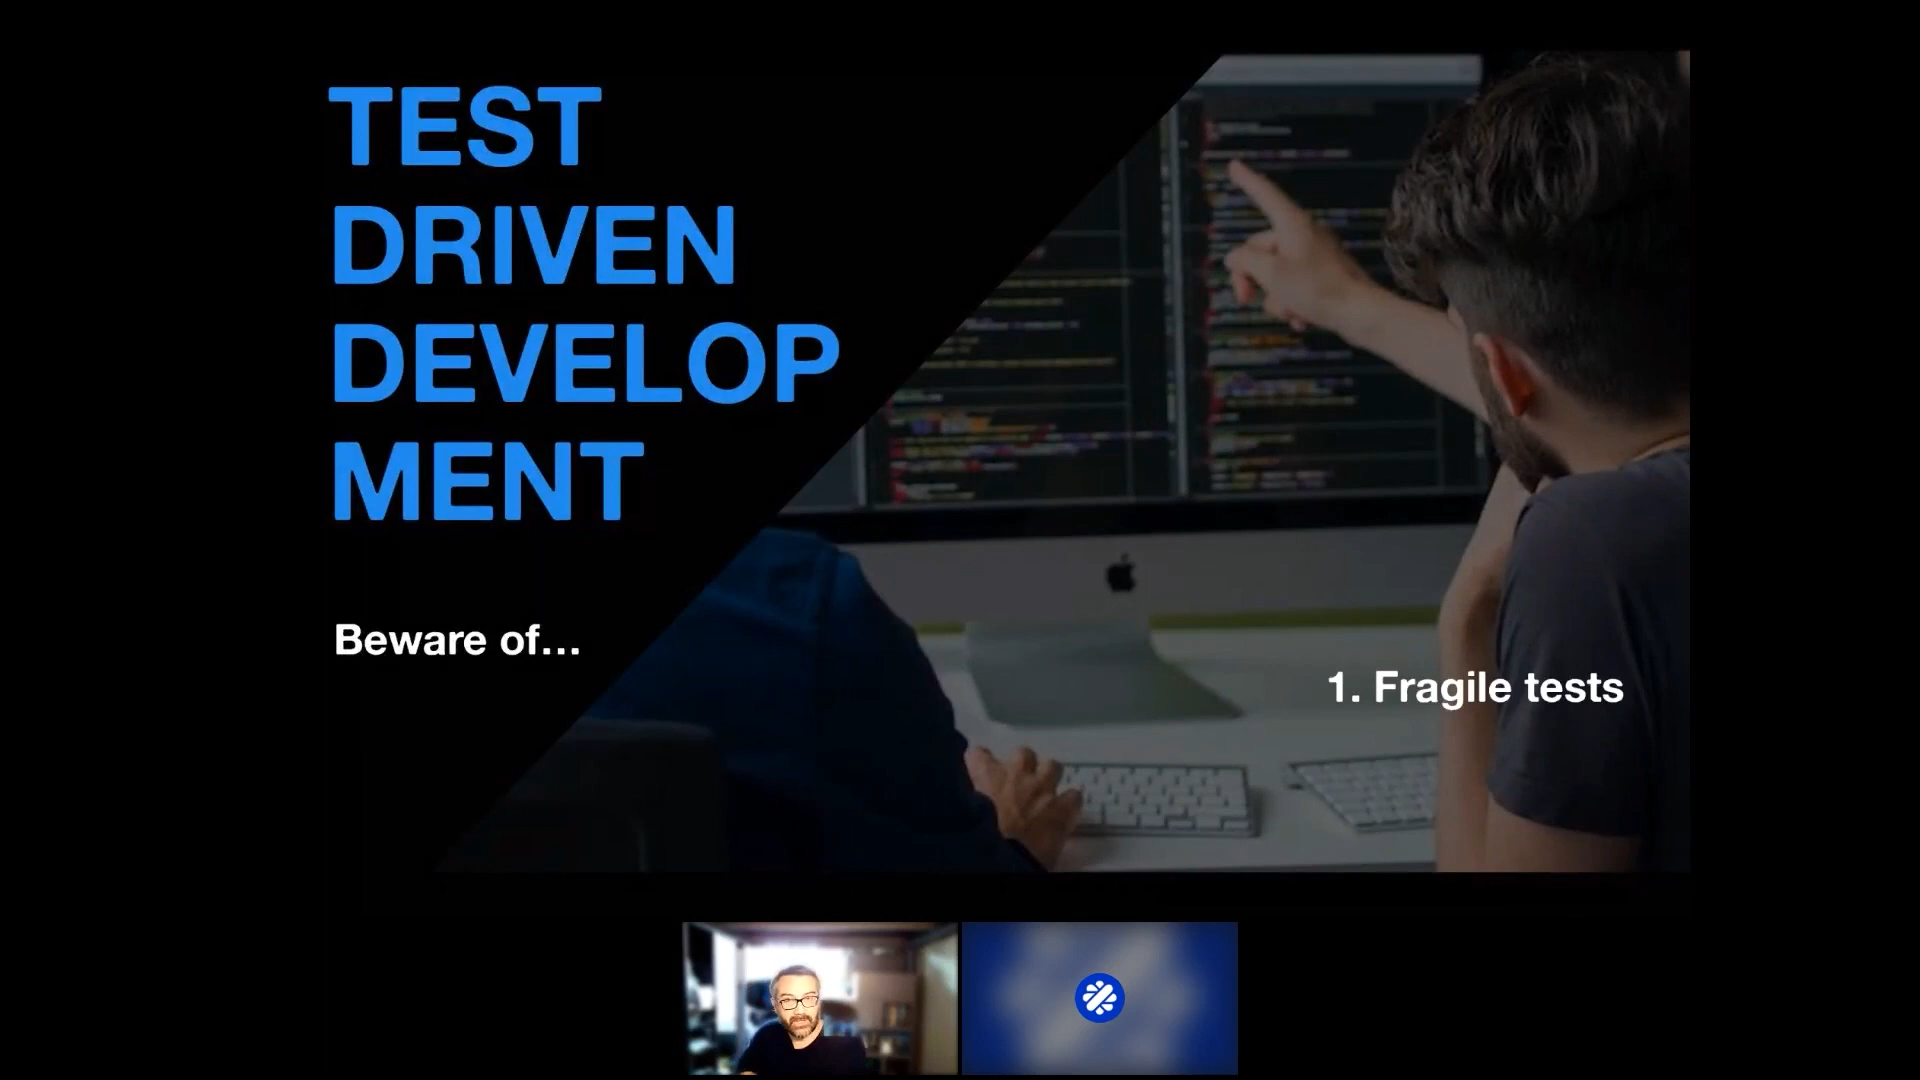 TEST
DRIVEN
DEVELOP
MENT
Beware of...
1. Fragile tests